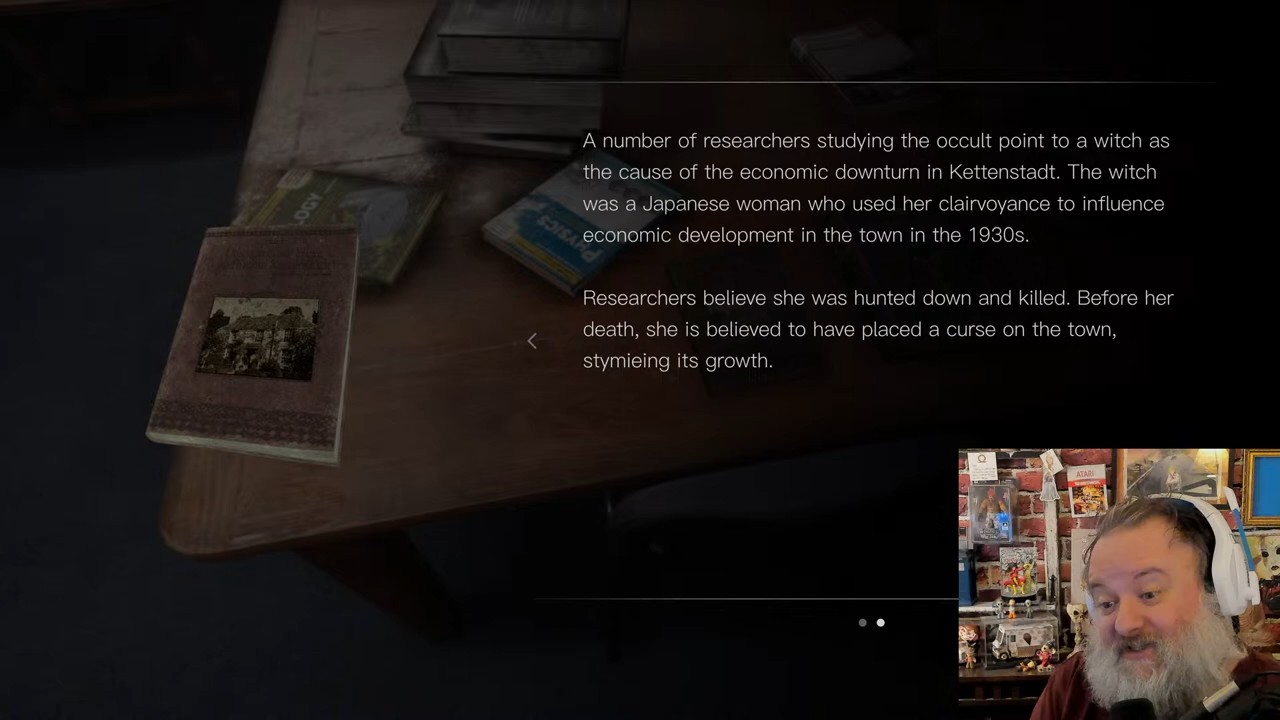 A number of researchers studying the occult point to a witch as
the cause of the economic downturn in Kettenstadt. The witch
was a Japanese woman who used her clairvoyance to influence
economic development in the town in the 1930s.
Researchers believe she was hunted down and killed. Before her
death, she is believed to have placed a curse on the town,
stymieing its growth.
PHYSICS
ATARI